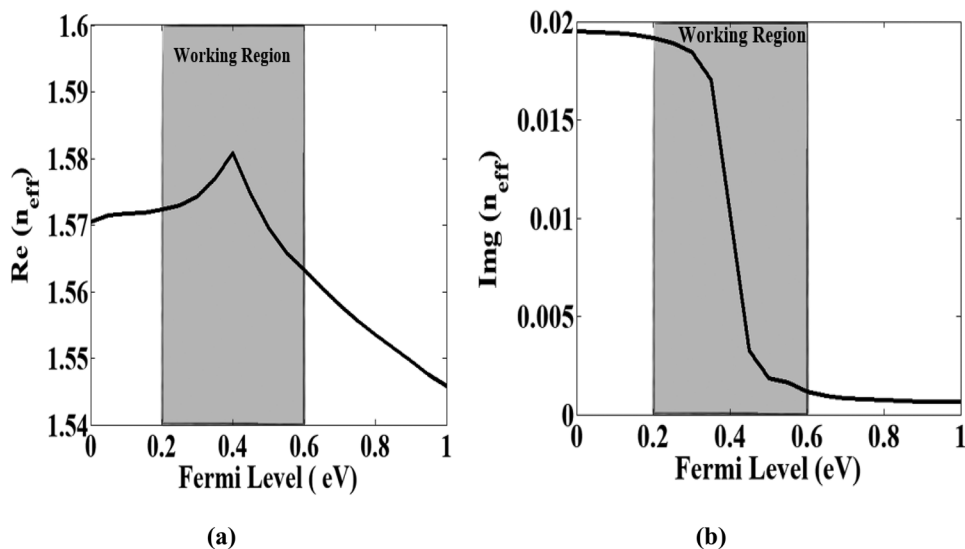 1.6
1.59
1.58
1.57
1.56
1.55
1.54
Re (n_eff)
Working Region
0 0.2 0.4 0.6 0.8 1
Fermi Level ( eV)
(a)
0.02
0.015
0.01
0.005
0
Img (n_eff)
Working Region
0 0.2 0.4 0.6 0.8 1
Fermi Level (eV)
(b)